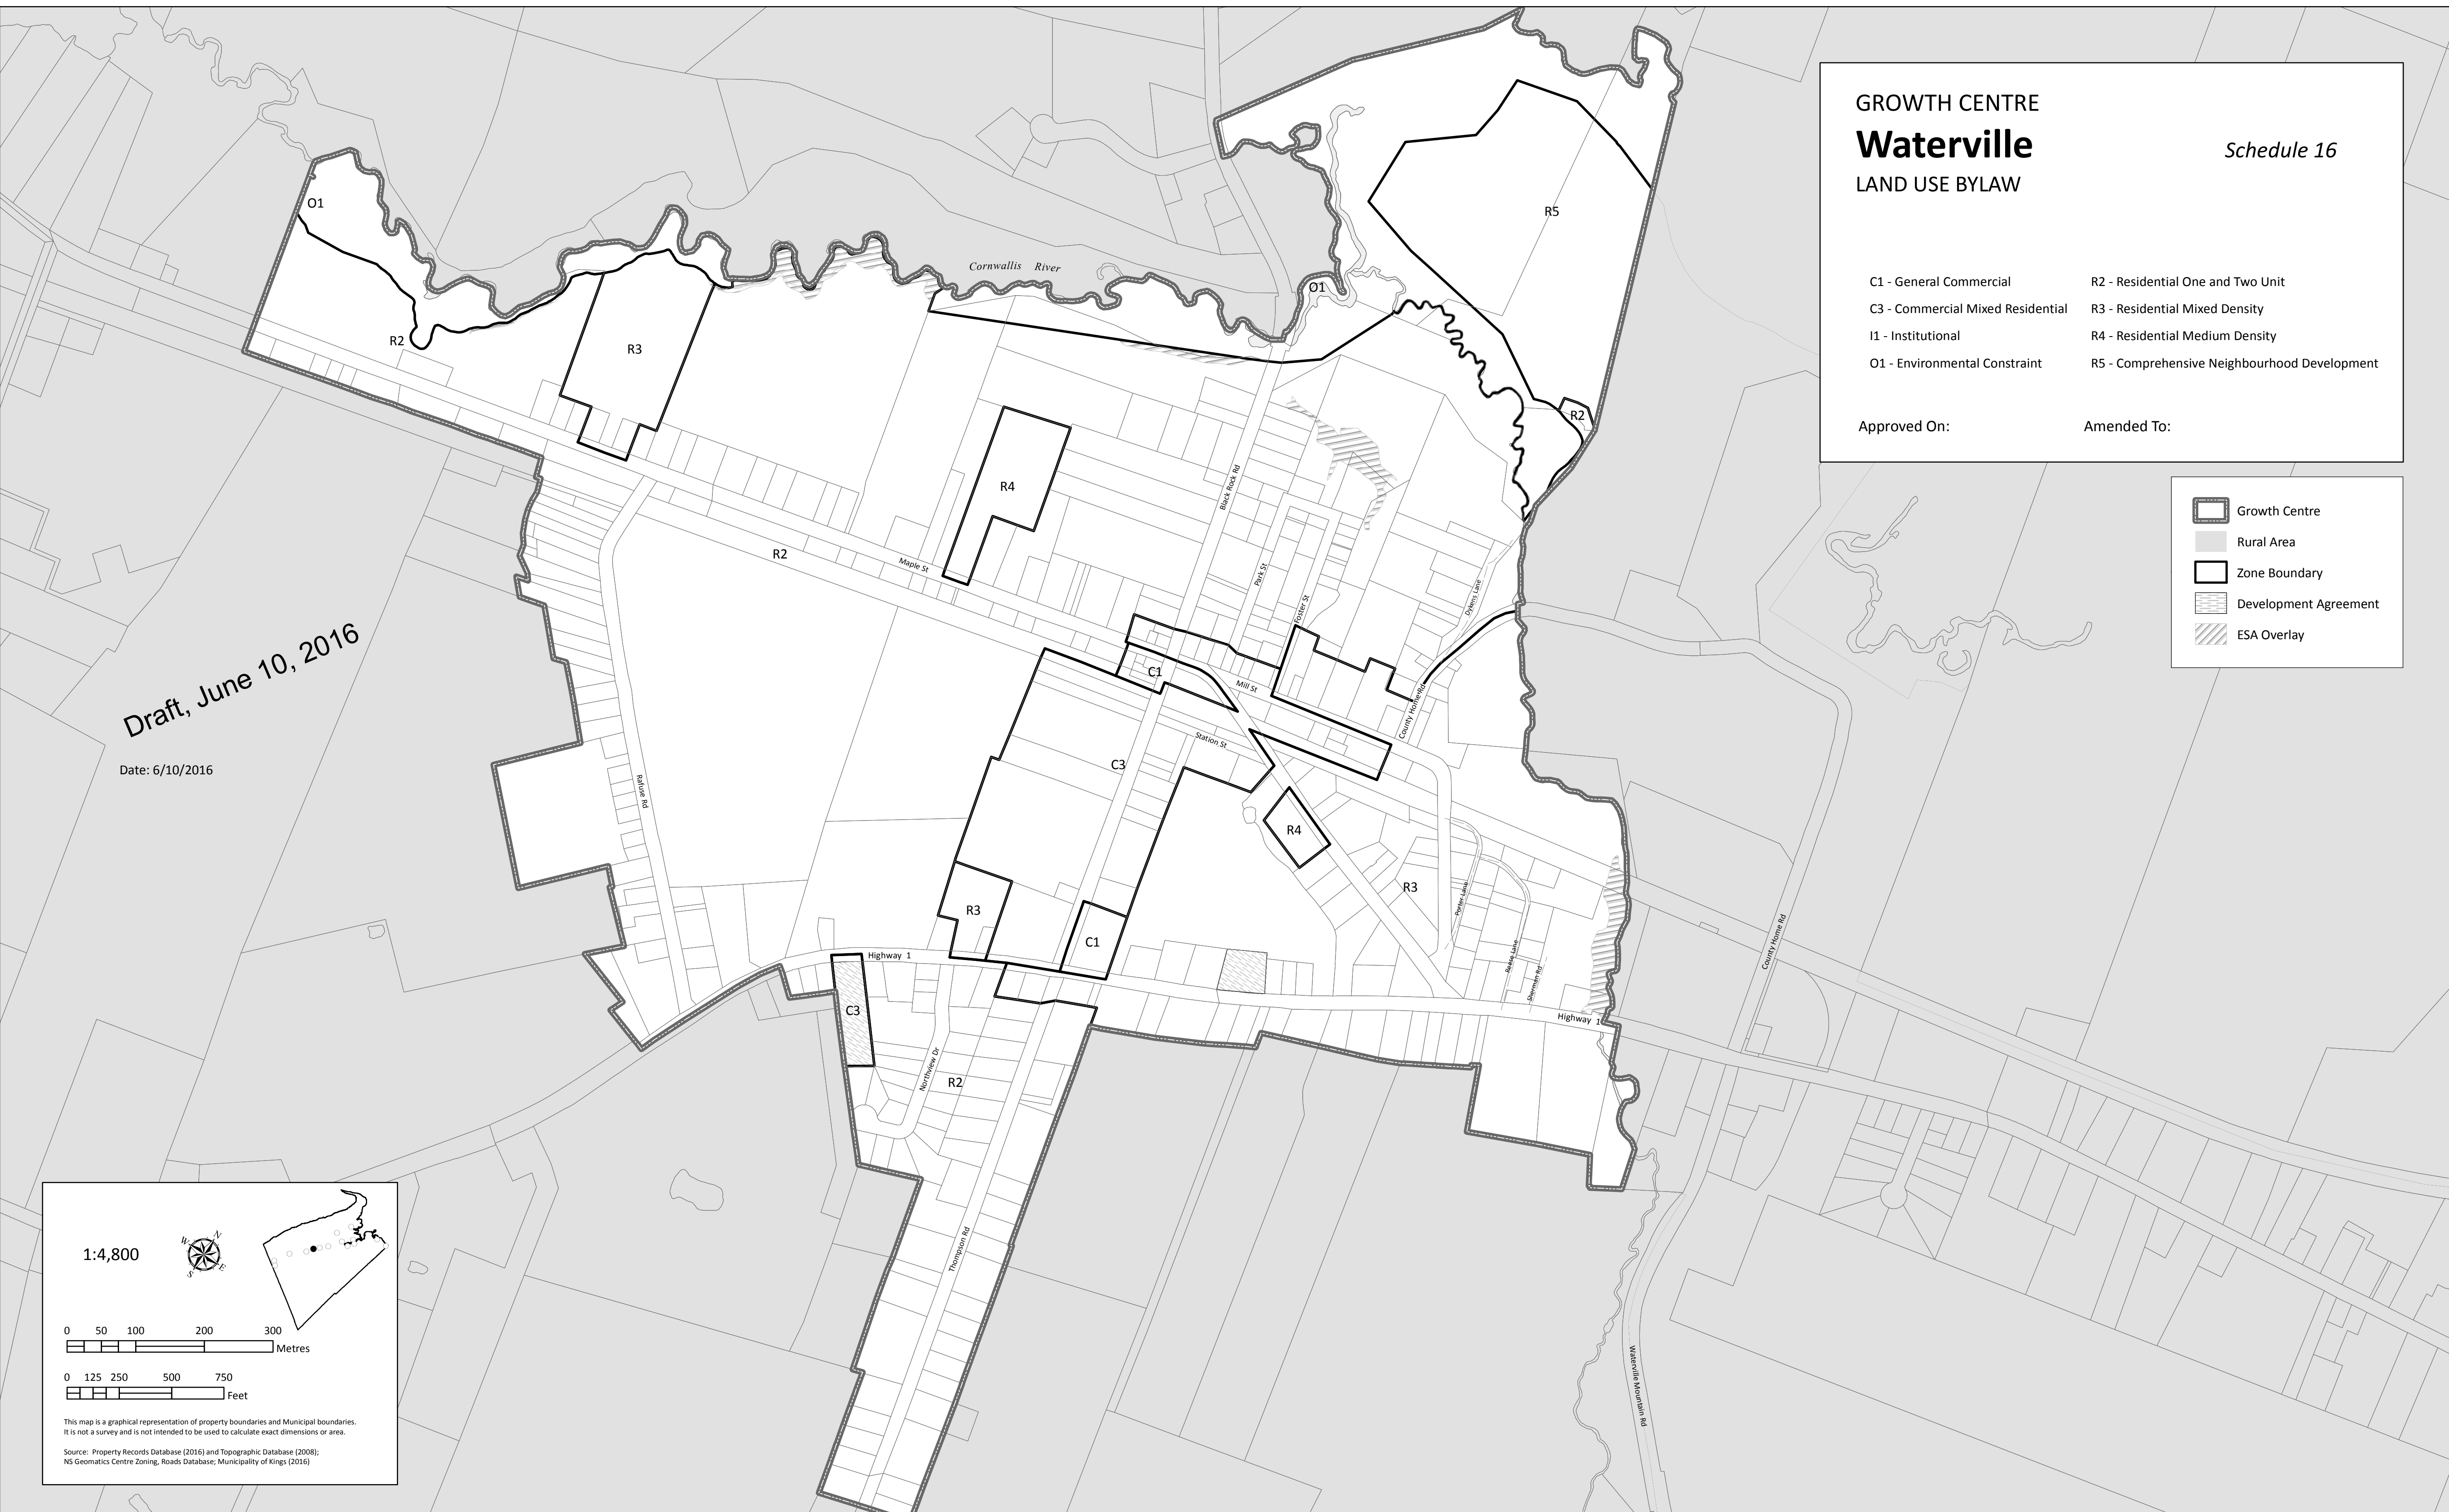 GROWTH CENTRE
Waterville
Schedule 16
LAND USE BYLAW
C1 - General Commercial
R2 - Residential One and Two Unit
C3 - Commercial Mixed Residential
R3 - Residential Mixed Density
I1 - Institutional
R4 - Residential Medium Density
O1 - Environmental Constraint
R5 - Comprehensive Neighbourhood Development
Approved On:
Amended To:
Growth Centre
Rural Area
Zone Boundary
Development Agreement
ESA Overlay
O1
R5
Cornwallis River
O1
R2
R3
R2
R4
Black Rock Rd
R2
Maple St
Park St
Foster St
Dykens Lane
C1
Mill St
County Home Rd
Station St
C3
Rafuse Rd
R4
R3
Porter Lane
R3
C1
Highway 1
Reese Lane
Sherman Rd
County Home Rd
C3
Highway 1
Northview Dr
R2
Thompson Rd
Waterville Mountain Rd
Draft, June 10, 2016
Date: 6/10/2016
1:4,800
N
W
E
S
0 50 100 200 300
Metres
0 125 250 500 750
Feet
This map is a graphical representation of property boundaries and Municipal boundaries.
It is not a survey and is not intended to be used to calculate exact dimensions or area.
Source: Property Records Database (2016) and Topographic Database (2008);
NS Geomatics Centre Zoning, Roads Database; Municipality of Kings (2016)